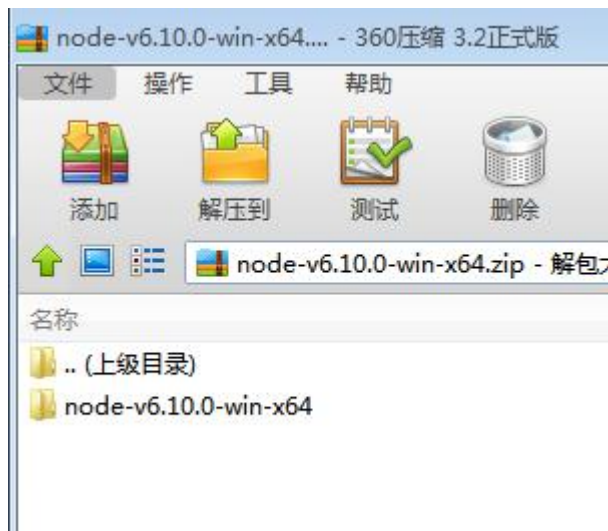 node-v6.10.0-win-x64.... - 360压缩 3.2正式版
文件 操作 工具 帮助
添加 解压到 测试 删除
node-v6.10.0-win-x64.zip - 解包
名称
.. (上级目录)
node-v6.10.0-win-x64